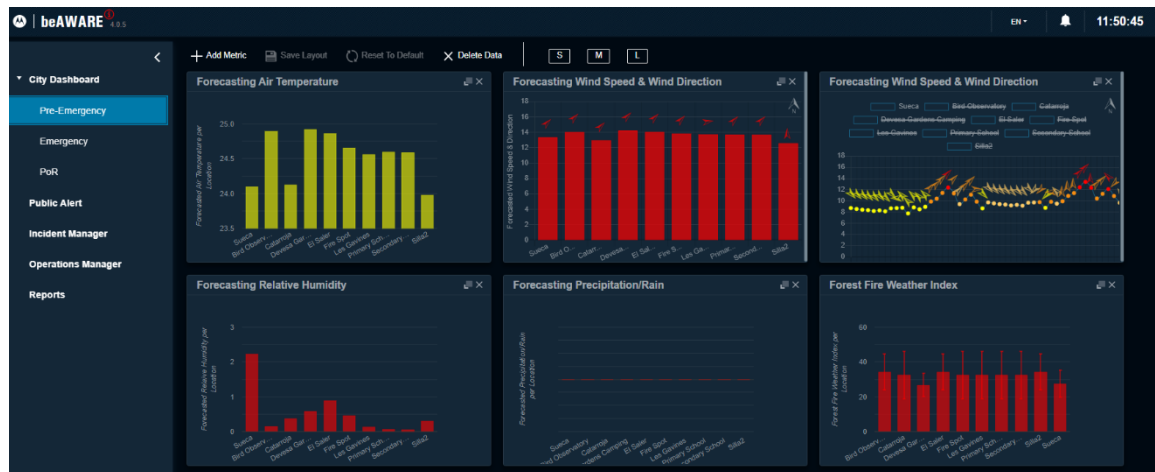 beAWARE 4.0.5
EN
11:50:45
City Dashboard
Pre-Emergency
Emergency
PoR
Public Alert
Incident Manager
Operations Manager
Reports
Add Metric Save Layout Reset To Default Delete Data S M L
Forecasting Air Temperature
Forecasted Air Temperature per
Location
25.0
24.5
24.0
23.5
Sueca Bird Observ... Catarroja Devesa Gar... El Saler Fire Spot Les Gavines Primary Sch... Secondary... Silla2
Forecasting Wind Speed & Wind Direction
Forecasted Wind Speed & Direction
18
16
14
12
10
8
6
4
2
0
Sueca Bird O... Catarr... Devesa... El Sal... Fire S... Les Ga... Primar... Second... Silla2
Forecasting Wind Speed & Wind Direction
Sueca Bird Observatory Catarroja
Devesa Gardens Camping El Saler Fire Spot
Les Gavines Primary School Secondary School
Silla2
18
16
14
12
10
8
6
4
2
0
Forecasting Relative Humidity
Forecasted Relative Humidity per
Location
3
2
1
0
Sueca Bird Observ... Catarroja Devesa Gar... El Saler Fire Spot Les Gavines Primary Sch... Secondary... Silla2
Forecasting Precipitation/Rain
Forecasted Precipitation/Rain
per Location
Sueca Observatory Catarroja Camping El Saler Fire Spot Les Gavines Primary School School Silla2
Forest Fire Weather Index
Forest Fire Weather Index per
Location
60
40
20
0
Bird Observ... Catarroja Devesa Gar... El Saler Fire Spot Les Gavines Primary Sch... Secondary... Silla2 Sueca